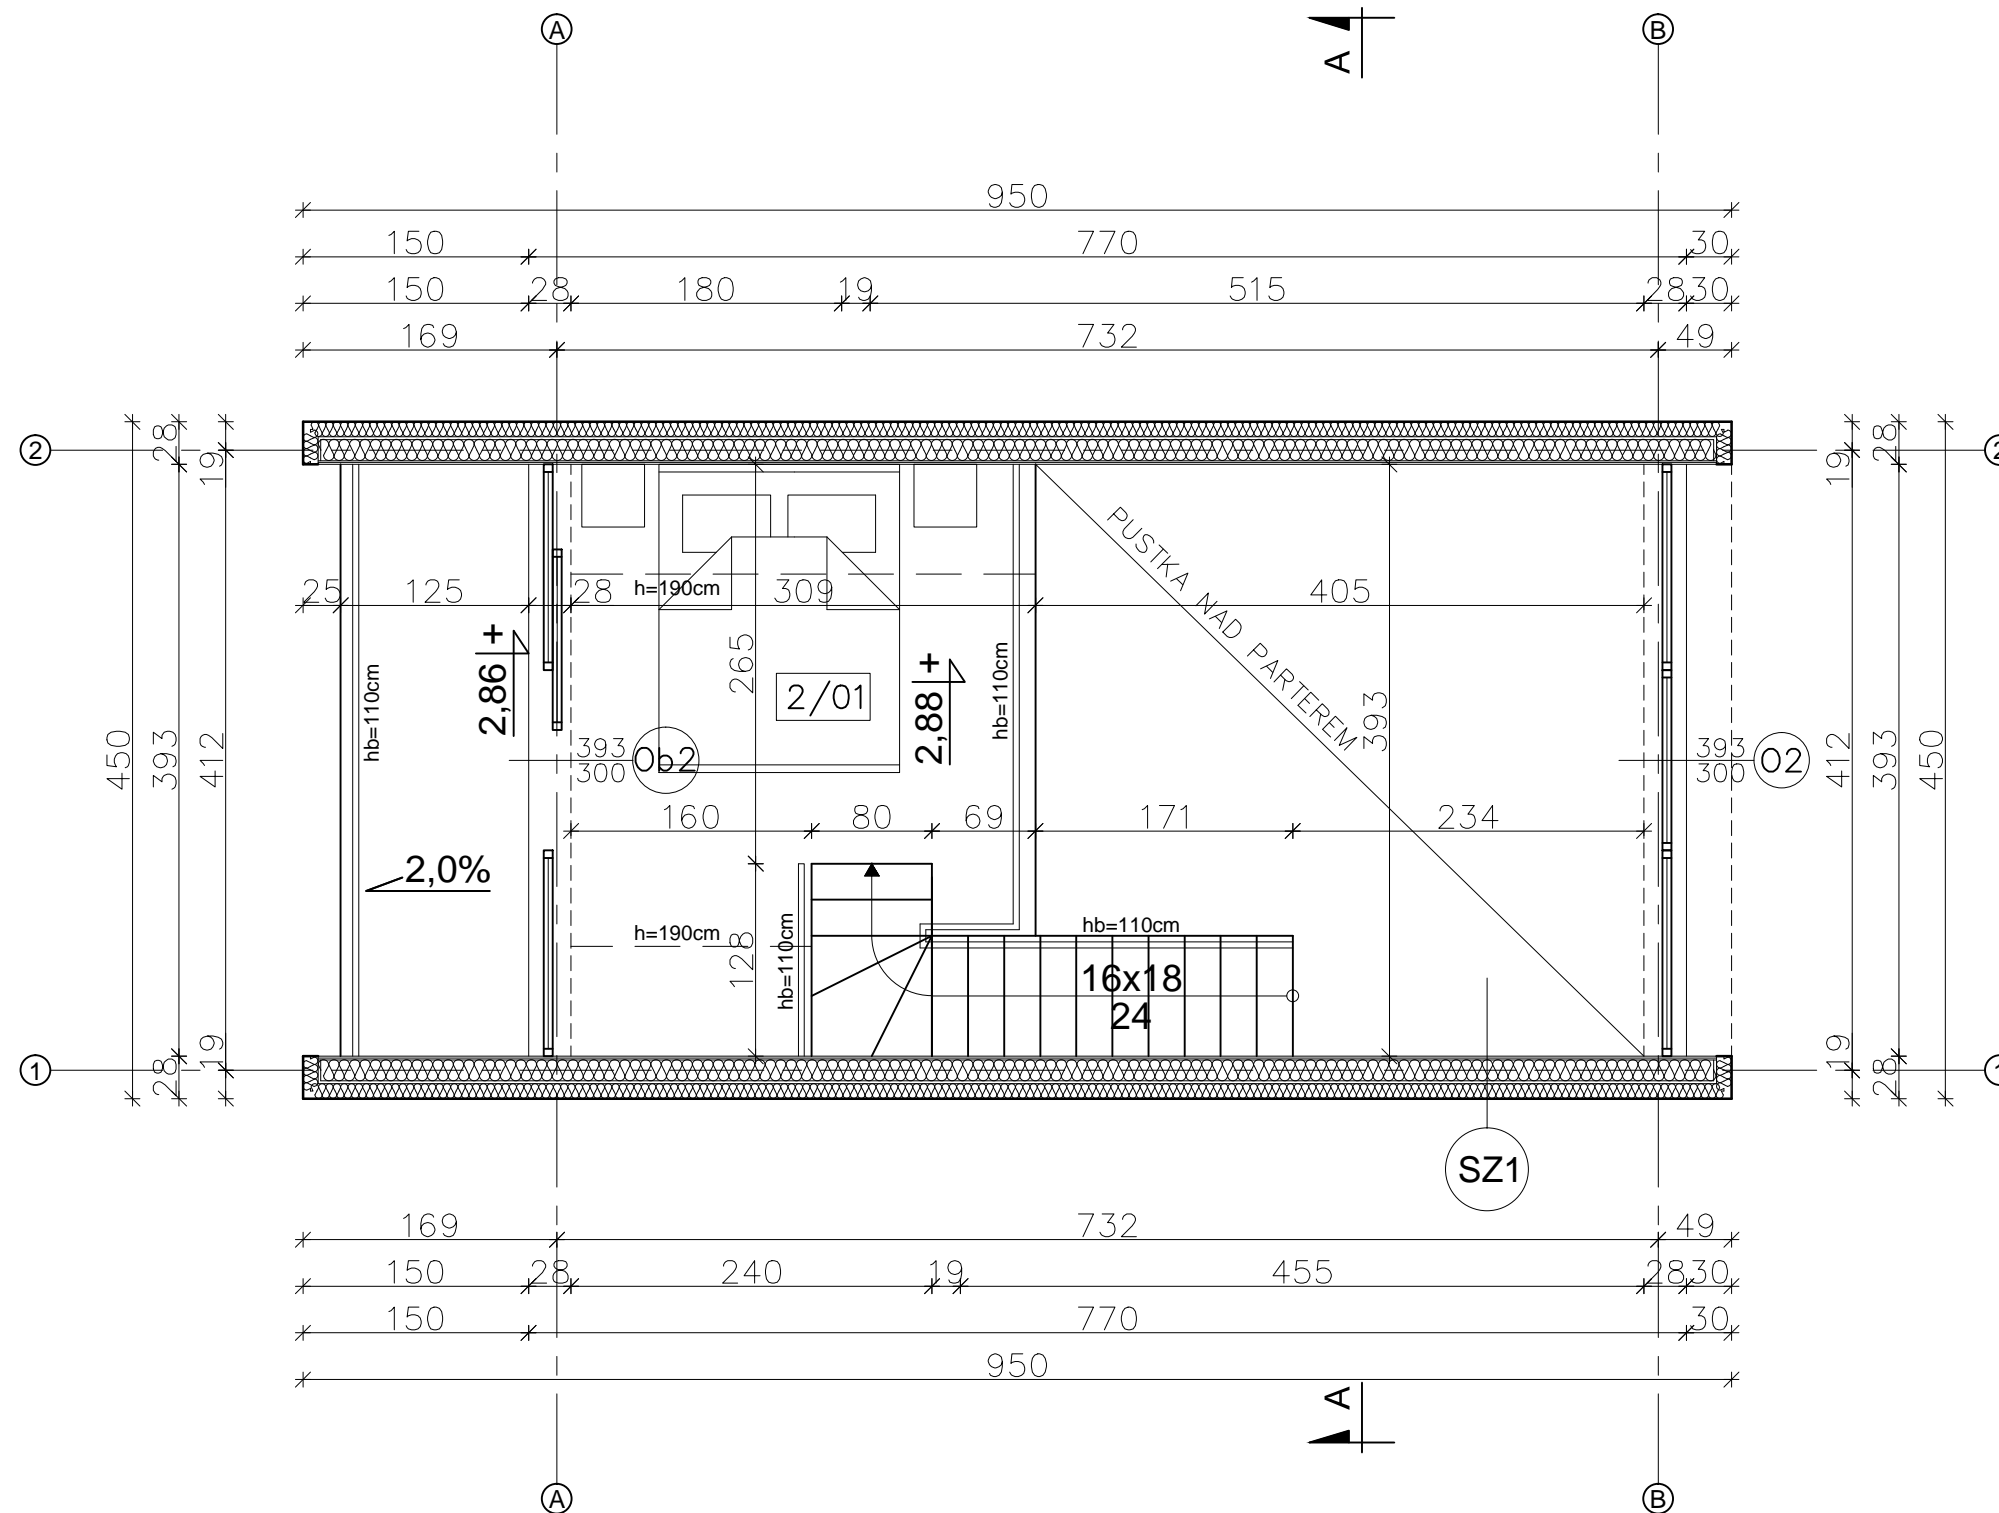 A
B
A
950
150 770 30
150 28 180 19 515 28 30
169 732 49
2
2
28
19
19
28
PUSTKA NAD PARTEREM
25 125 28 h=190cm 309 405
hb=110cm
2,86 +
265
2/01
2,88 +
hb=110cm
393
450
393
412
393
300
Ob2
393
300
O2
412
393
450
160 80 69 171 234
2,0%
h=190cm
128
hb=110cm
hb=110cm
16x18
24
1
1
19
28
19
28
SZ1
169 732 49
150 28 240 19 455 28 30
150 770 30
950
A
A
B